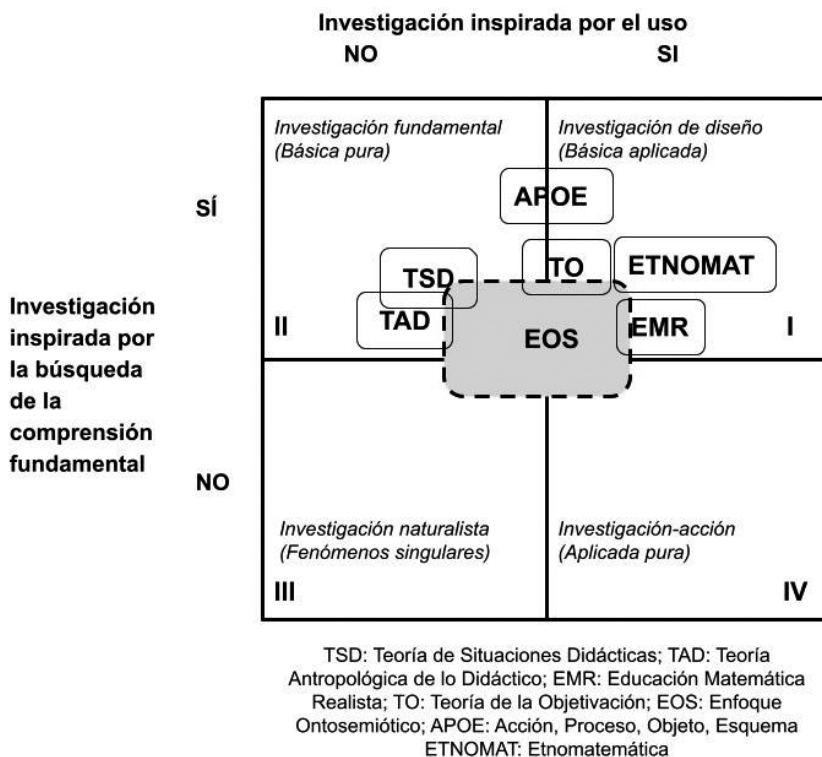 Investigación inspirada por el uso
NO SI
Investigación fundamental
(Básica pura)
Investigación de diseño
(Básica aplicada)
SÍ
APOE
TO
ETNOMAT
TSD
TAD
EOS
EMR
II
I
Investigación
inspirada por
la búsqueda
de la
comprensión
fundamental
NO
Investigación naturalista
(Fenómenos singulares)
Investigación-acción
(Aplicada pura)
III
IV
TSD: Teoría de Situaciones Didácticas; TAD: Teoría
Antropológica de lo Didáctico; EMR: Educación Matemática
Realista; TO: Teoría de la Objetivación; EOS: Enfoque
Ontosemiótico; APOE: Acción, Proceso, Objeto, Esquema
ETNOMAT: Etnomatemática